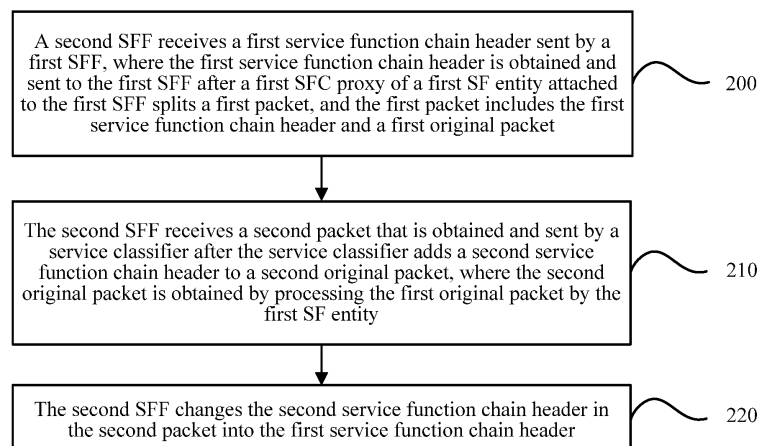 A second SFF receives a first service function chain header sent by a
first SFF, where the first service function chain header is obtained and
sent to the first SFF after a first SFC proxy of a first SF entity attached
to the first SFF splits a first packet, and the first packet includes the first
service function chain header and a first original packet
200
The second SFF receives a second packet that is obtained and sent by a
service classifier after the service classifier adds a second service
function chain header to a second original packet, where the second
original packet is obtained by processing the first original packet by the
first SF entity
210
The second SFF changes the second service function chain header in
the second packet into the first service function chain header
220